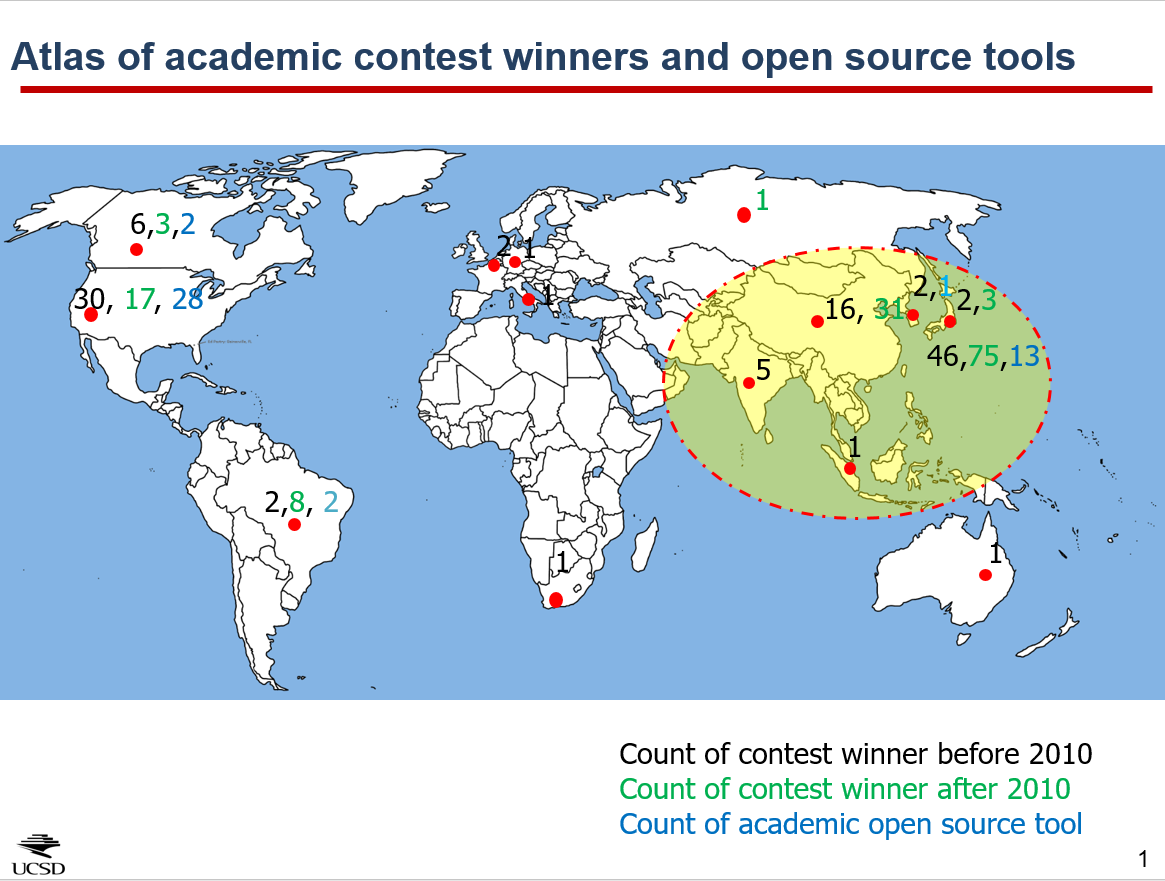 Atlas of academic contest winners and open source tools
1
6,3,2
2
1
30, 17, 28
1
2,1
2,3
16, 31
46,75,13
5
1
2,8, 2
1
1
Count of contest winner before 2010
Count of contest winner after 2010
Count of academic open source tool
UCSD
1